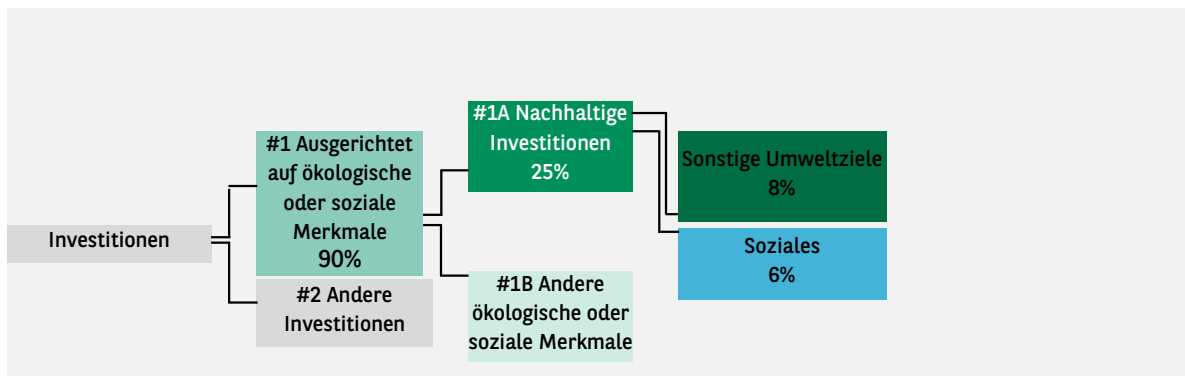 Investitionen
#1 Ausgerichtet
auf ökologische
oder soziale
Merkmale
90%
#2 Andere
Investitionen
#1A Nachhaltige
Investitionen
25%
#1B Andere
ökologische oder
soziale Merkmale
Sonstige Umweltziele
8%
Soziales
6%